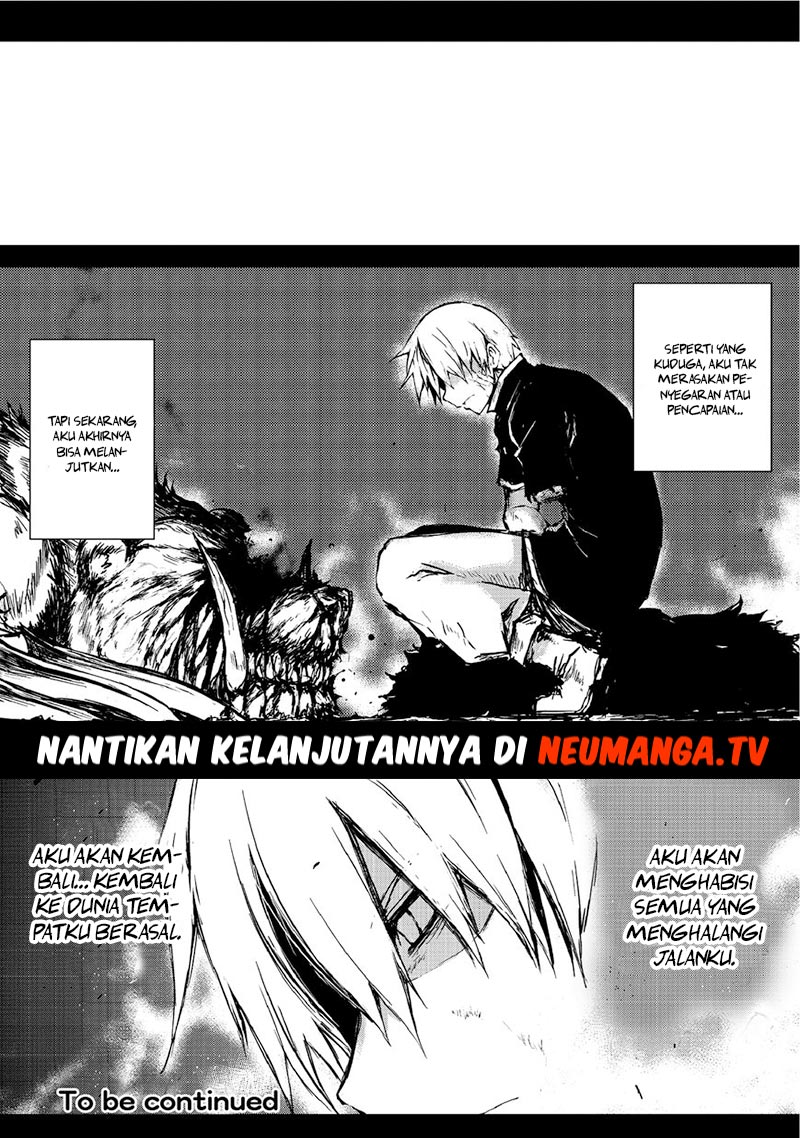 SEPERTI YANG
KUDUGA, AKU TAK
MERASAKAN PE-
NYEGARAN ATAU
PENCAPAIAN...
TAPI SEKARANG,
AKU AKHIRNYA
BISA MELAN-
JUTKAN...
NANTIKAN KELANJUTANNYA DI NEUMANGA.TV
AKU AKAN
MENGHABISI
SEMUA YANG
MENGHALANGI
JALANKU.
AKU AKAN KEM-
BALI... KEMBALI
KE DUNIA TEM-
PATKU BERASAL.
To be continued